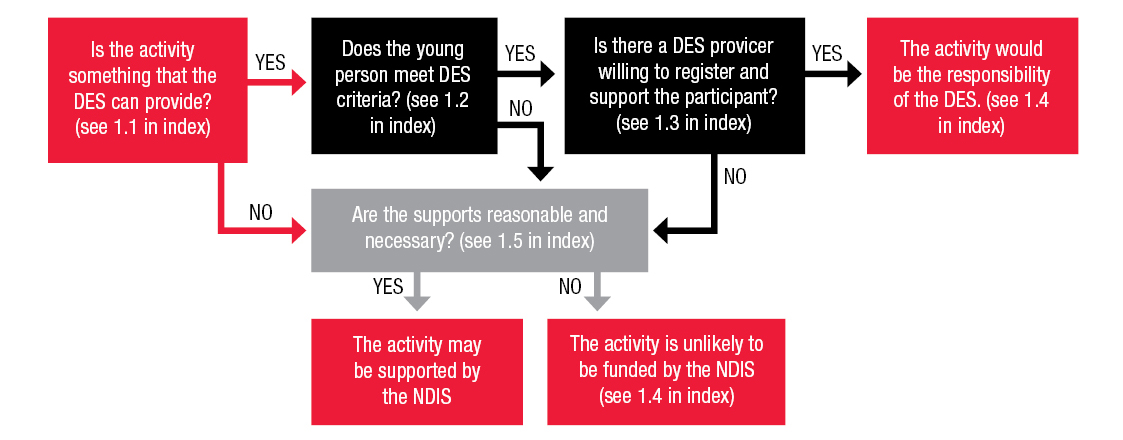 Is the activity
something that the
DES can provide?
(see 1.1 in index)
YES
Does the young
person meet DES
criteria? (see 1.2
in index)
YES
NO
Is there a DES provicer
willing to register and
support the participant?
(see 1.3 in index)
YES
The activity would
be the responsibility
of the DES. (see 1.4
in index)
NO
NO
Are the supports reasonable and
necessary? (see 1.5 in index)
YES
NO
The activity may
be supported by
the NDIS
The activity is unlikely to
be funded by the NDIS
(see 1.4 in index)